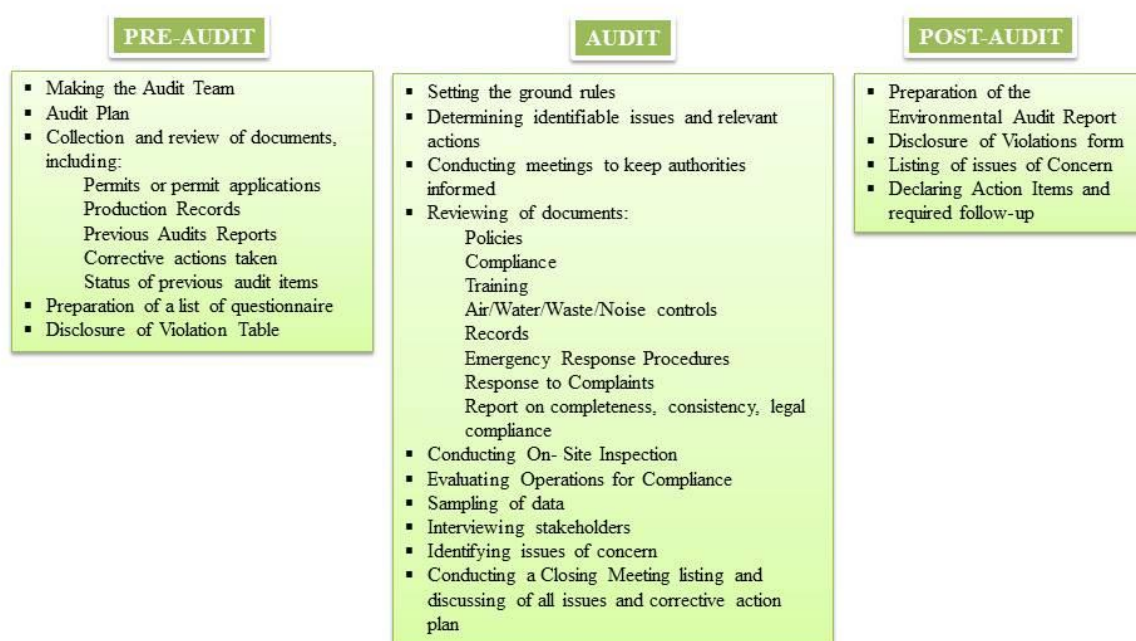 PRE-AUDIT
▪ Making the Audit Team
▪ Audit Plan
▪ Collection and review of documents,
including:
Permits or permit applications
Production Records
Previous Audits Reports
Corrective actions taken
Status of previous audit items
▪ Preparation of a list of questionnaire
▪ Disclosure of Violation Table
AUDIT
▪ Setting the ground rules
▪ Determining identifiable issues and relevant
actions
▪ Conducting meetings to keep authorities
informed
▪ Reviewing of documents:
Policies
Compliance
Training
Air/Water/Waste/Noise controls
Records
Emergency Response Procedures
Response to Complaints
Report on completeness, consistency, legal
compliance
▪ Conducting On- Site Inspection
▪ Evaluating Operations for Compliance
▪ Sampling of data
▪ Interviewing stakeholders
▪ Identifying issues of concern
▪ Conducting a Closing Meeting listing and
discussing of all issues and corrective action
plan
POST-AUDIT
▪ Preparation of the
Environmental Audit Report
▪ Disclosure of Violations form
▪ Listing of issues of Concern
▪ Declaring Action Items and
required follow-up